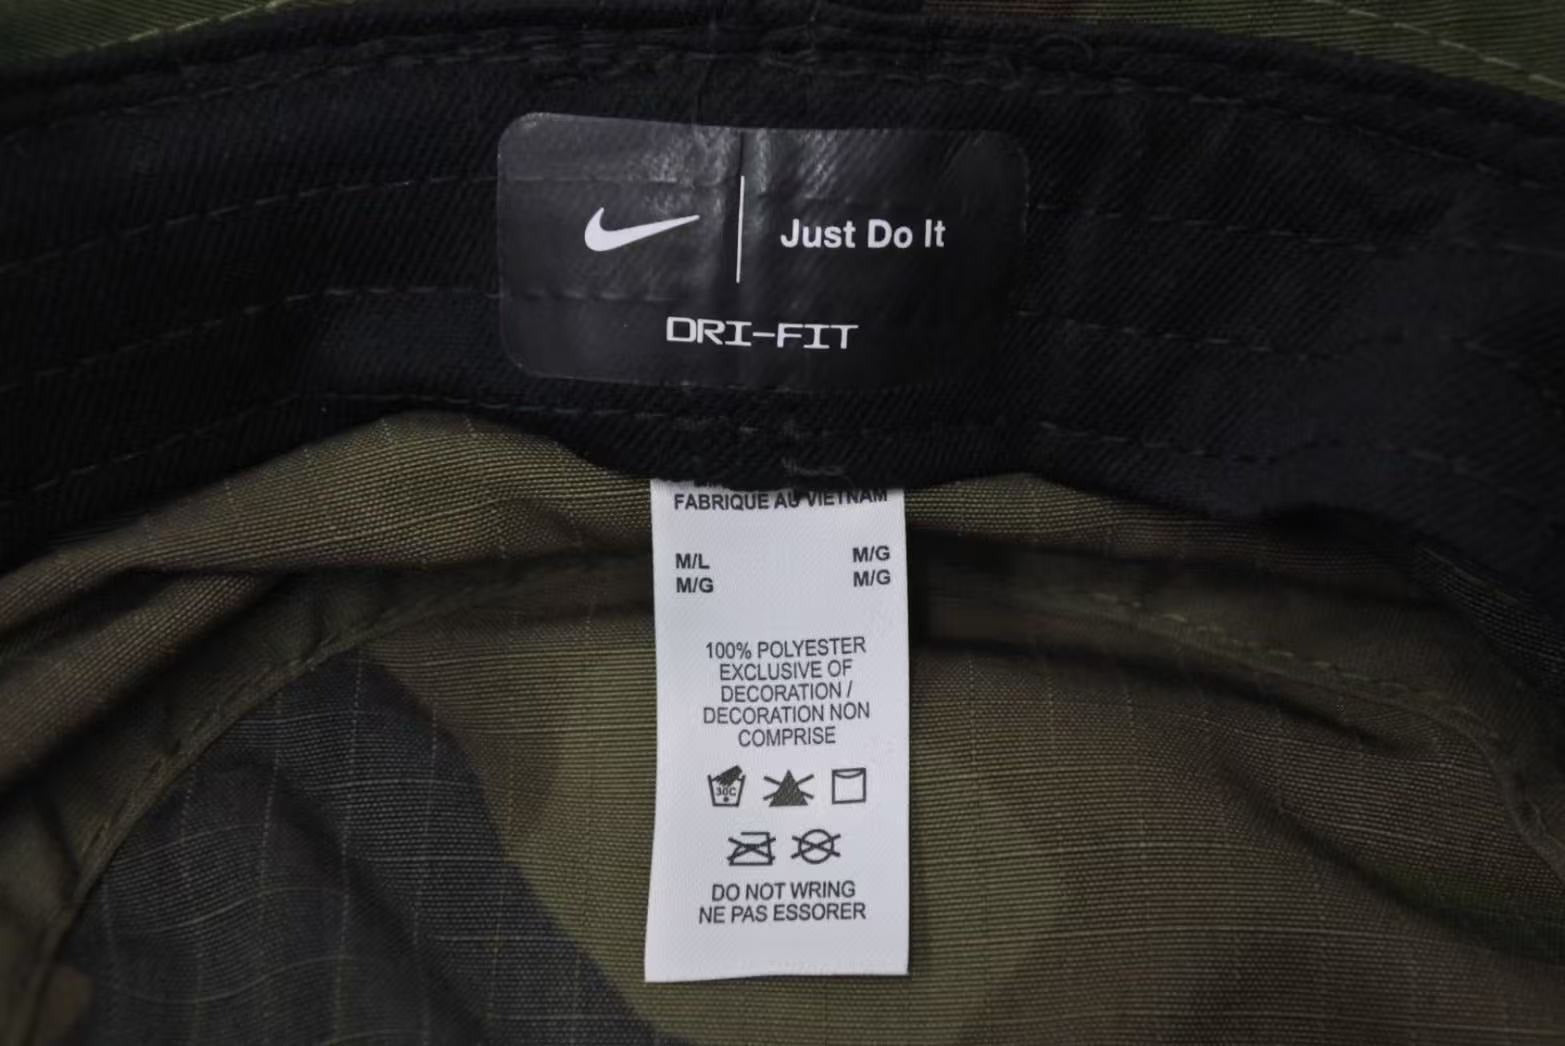 Just Do It
DRI-FIT
FABRIQUE AU VIETNAM
M/L M/G
M/G M/G
100% POLYESTER
EXCLUSIVE OF
DECORATION /
DECORATION NON
COMPRISE
30C
DO NOT WRING
NE PAS ESSORER